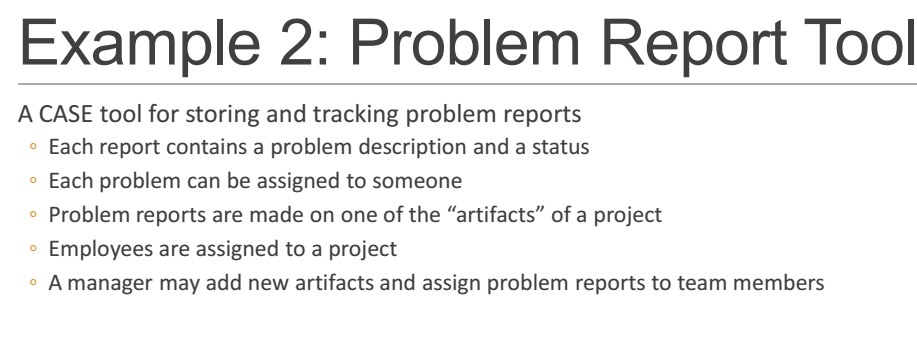 Example 2: Problem Report Tool
A CASE tool for storing and tracking problem reports
◦ Each report contains a problem description and a status
◦ Each problem can be assigned to someone
◦ Problem reports are made on one of the “artifacts” of a project
◦ Employees are assigned to a project
◦ A manager may add new artifacts and assign problem reports to team members